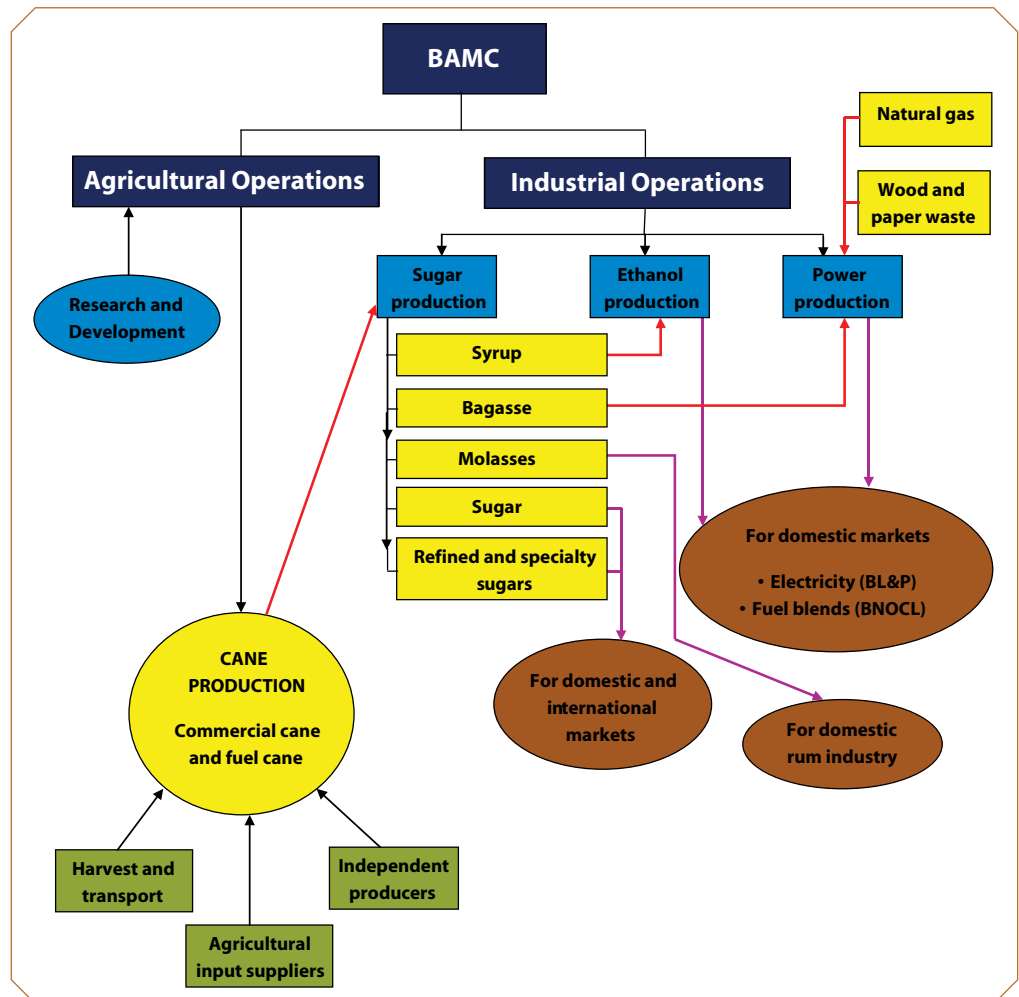 BAMC
Natural gas
Agricultural Operations
Industrial Operations
Wood and
paper waste
Sugar
production
Ethanol
production
Power
production
Research and
Development
Syrup
Bagasse
Molasses
Sugar
Refined and specialty
sugars
For domestic markets
• Electricity (BL&P)
• Fuel blends (BNOCL)
CANE
PRODUCTION
Commercial cane
and fuel cane
For domestic and
international
markets
For domestic
rum industry
Harvest and
transport
Independent
producers
Agricultural
input suppliers